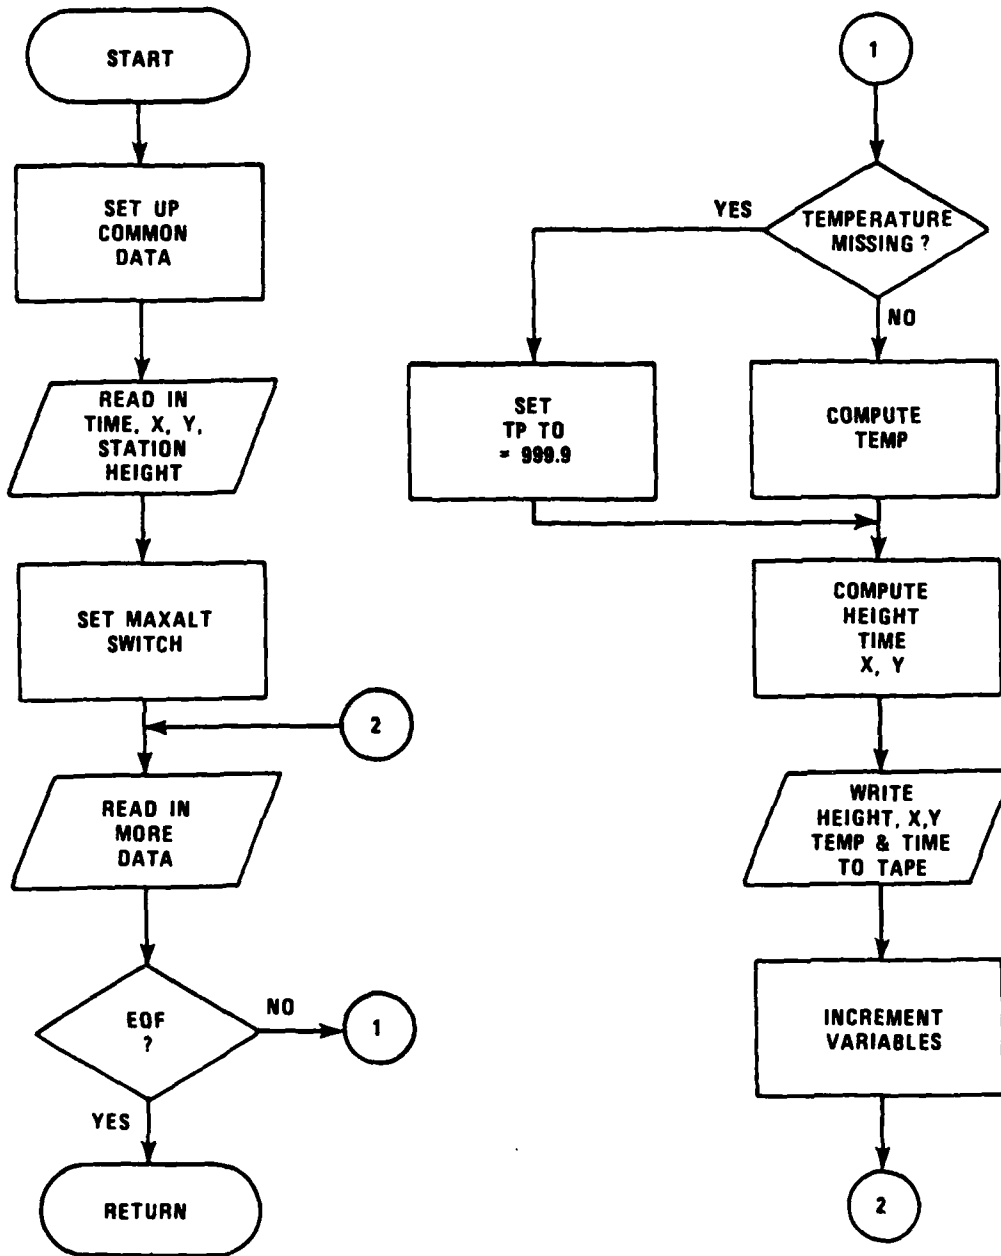 START
SET UP
COMMON
DATA
READ IN
TIME, X, Y,
STATION
HEIGHT
SET MAXALT
SWITCH
2
READ IN
MORE
DATA
EOF
?
NO
1
YES
RETURN
1
TEMPERATURE
MISSING ?
YES
NO
SET
TP TO
= 999.9
COMPUTE
TEMP
COMPUTE
HEIGHT
TIME
X, Y
WRITE
HEIGHT, X,Y
TEMP & TIME
TO TAPE
INCREMENT
VARIABLES
2